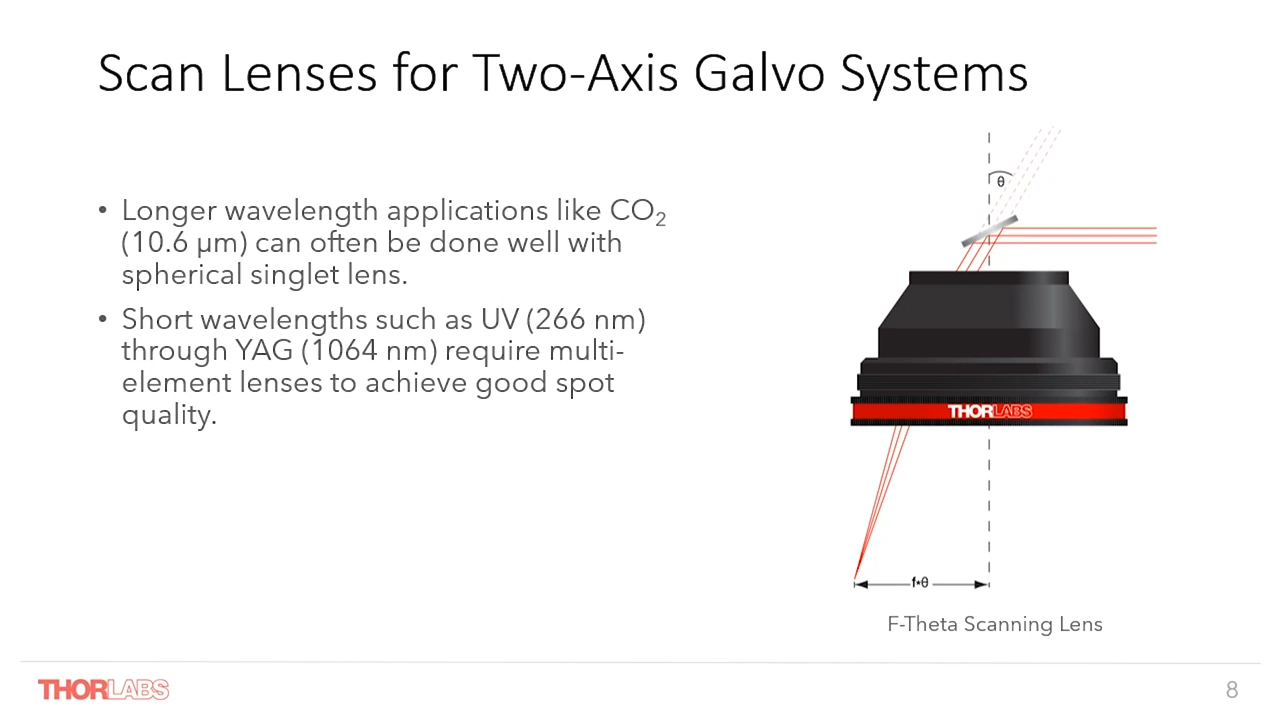 Scan Lenses for Two-Axis Galvo Systems
• Longer wavelength applications like CO₂
(10.6 µm) can often be done well with
spherical singlet lens.
• Short wavelengths such as UV (266 nm)
through YAG (1064 nm) require multi-
element lenses to achieve good spot
quality.
θ
THORLABS
f*θ
F-Theta Scanning Lens
THORLABS
8